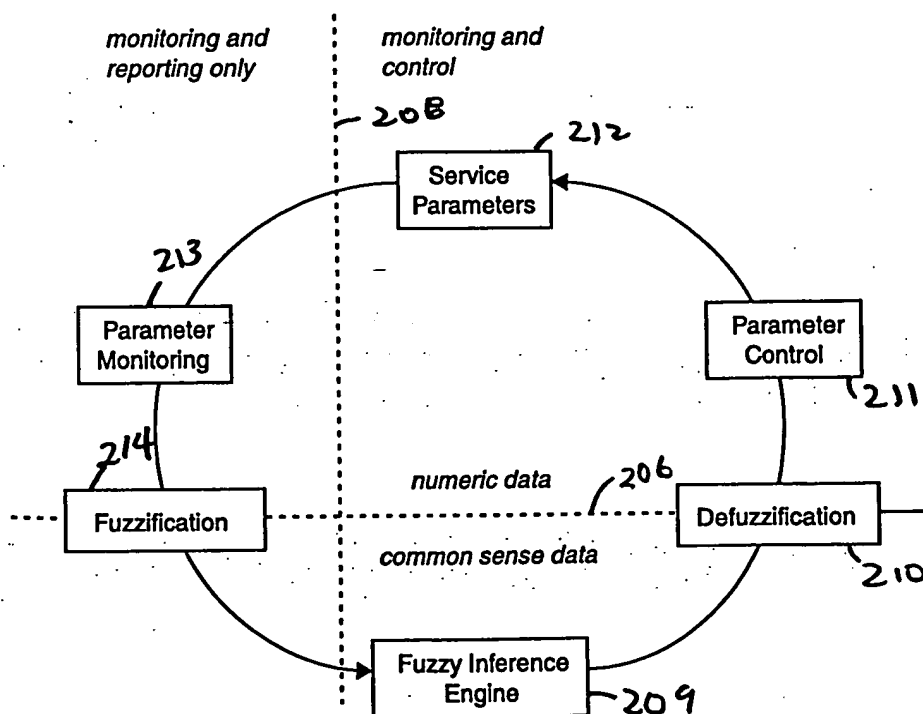 monitoring and
reporting only
monitoring and
control
208
212
Service
Parameters
213
Parameter
Monitoring
Parameter
Control
211
214
numeric data
206
Fuzzification
Defuzzification
common sense data
210
Fuzzy Inference
Engine
209